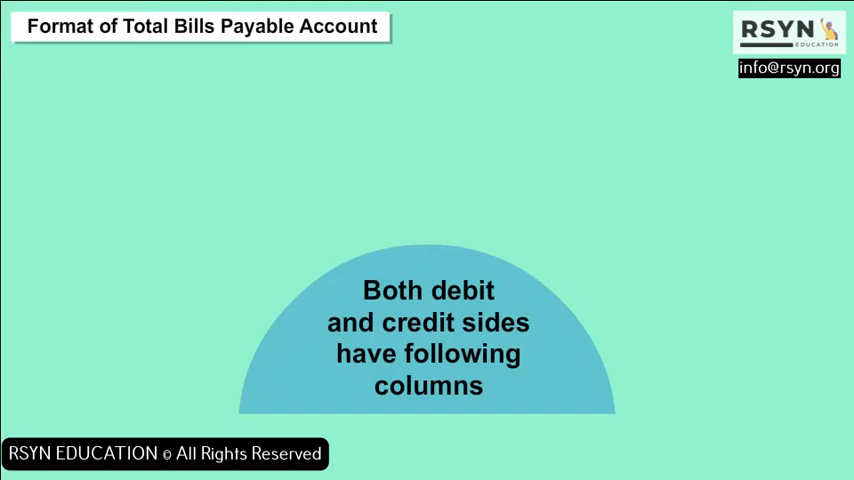 Format of Total Bills Payable Account
RSYN
EDUCATION
info@rsyn.org
Both debit
and credit sides
have following
columns
RSYN EDUCATION © All Rights Reserved